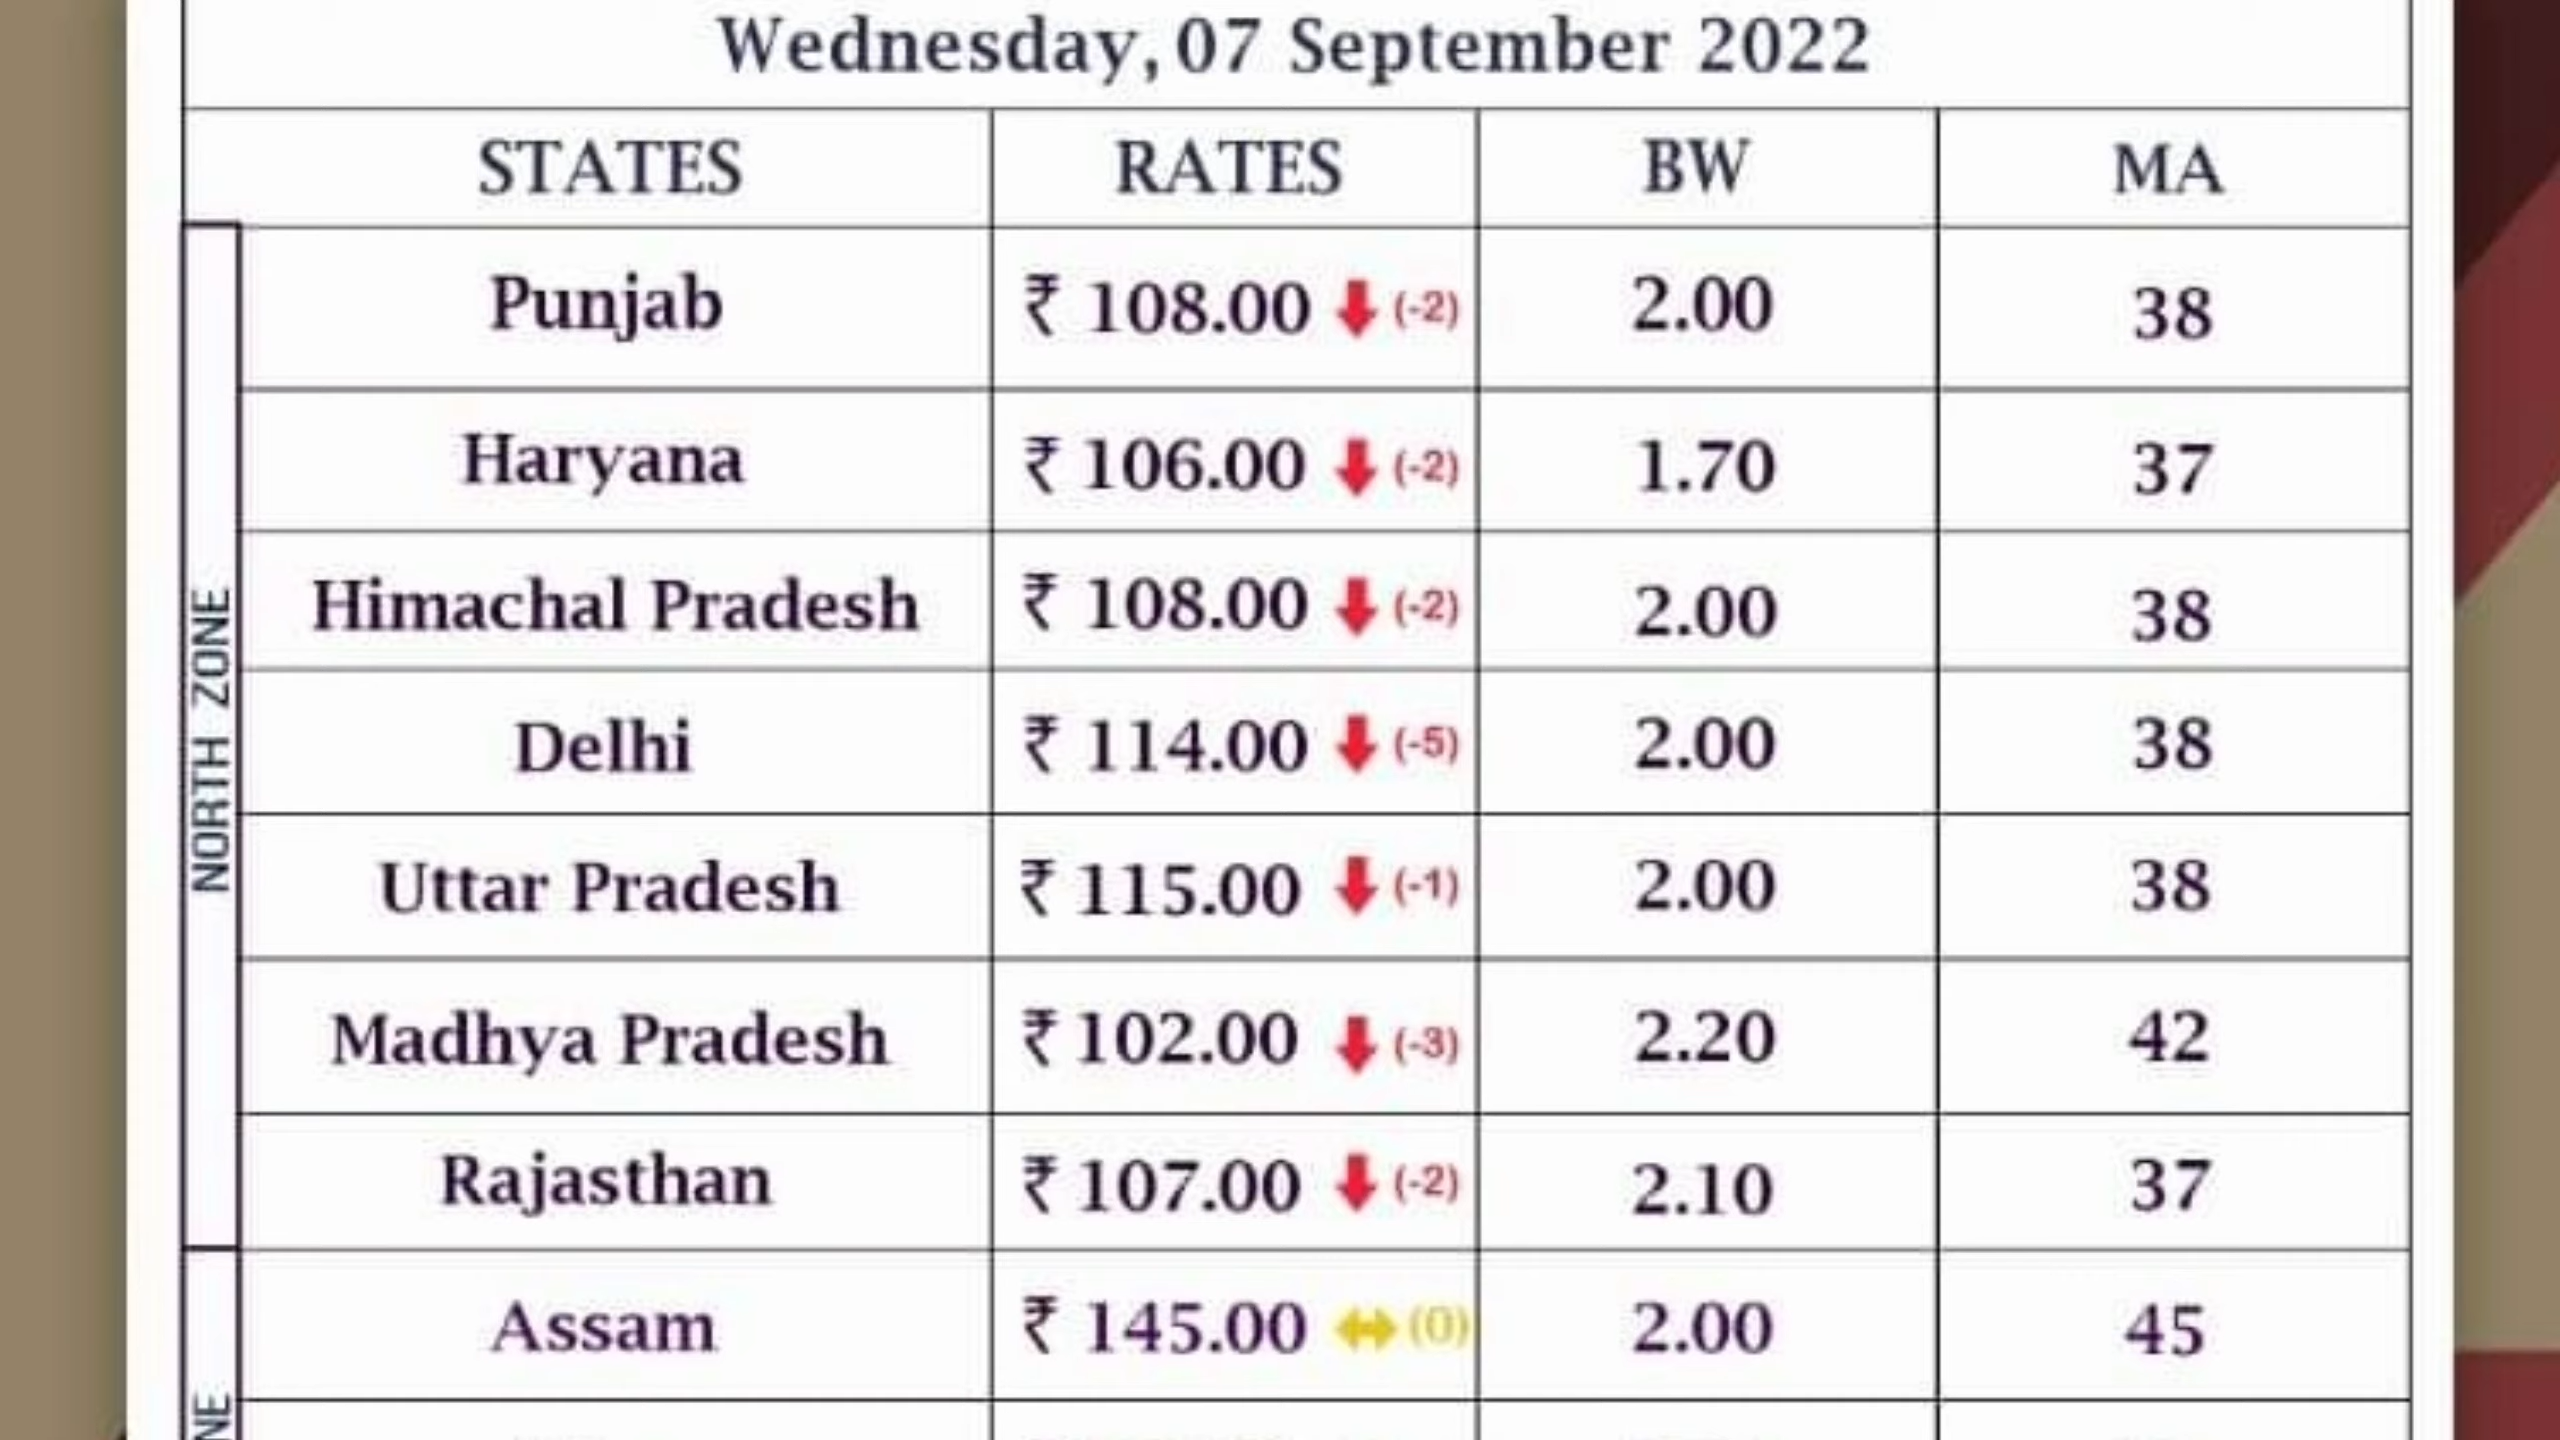 Wednesday, 07 September 2022
STATES RATES BW MA
NORTH ZONE
Punjab ₹ 108.00 (-2) 2.00 38
Haryana ₹ 106.00 (-2) 1.70 37
Himachal Pradesh ₹ 108.00 (-2) 2.00 38
Delhi ₹ 114.00 (-5) 2.00 38
Uttar Pradesh ₹ 115.00 (-1) 2.00 38
Madhya Pradesh ₹ 102.00 (-3) 2.20 42
Rajasthan ₹ 107.00 (-2) 2.10 37
Assam ₹ 145.00 (0) 2.00 45